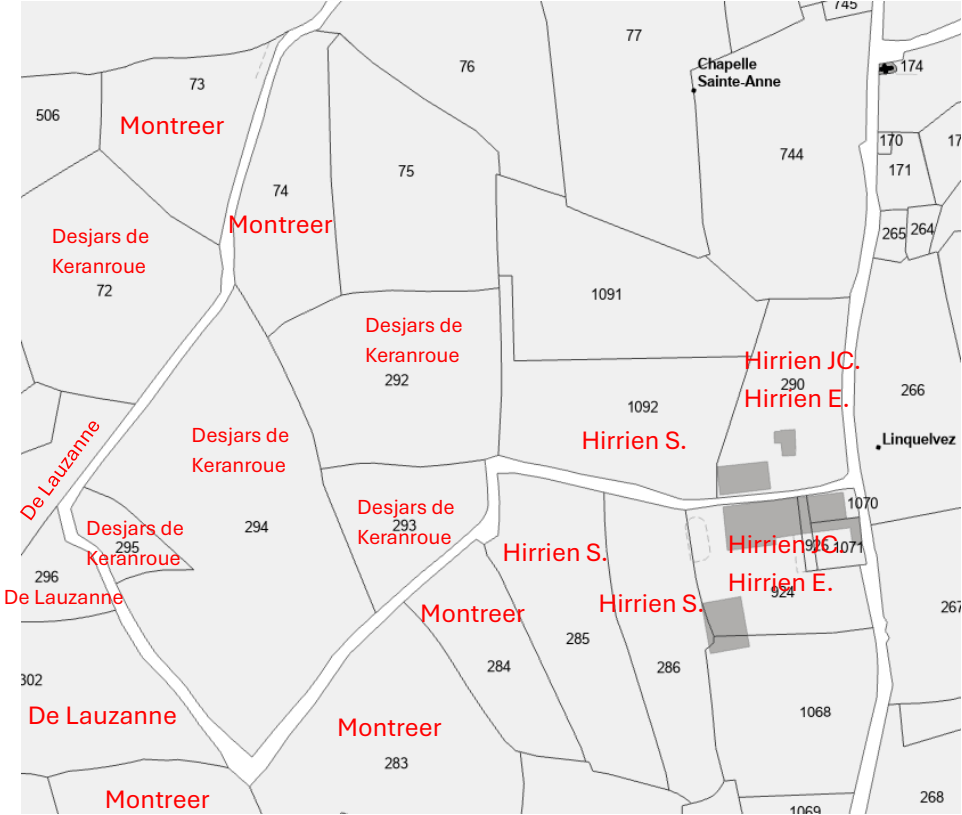 745
77
76
Chapelle
Sainte-Anne
174
73
506
Montreer
170
171
744
75
74
Montreer
265
264
Desjars de
Keranroue
72
1091
Desjars de
Keranroue
292
Hirrien JC.
290
Hirrien E.
266
1092
Hirrien S.
Linquelvez
De Lauzanne
Desjars de
Keranroue
294
Desjars de
293
Keranroue
1070
Desjars de
295
Keranroue
Hirrien S.
Hirrien JC.
925
1071
296
De Lauzanne
Hirrien E.
924
Hirrien S.
Montreer
267
285
284
286
302
De Lauzanne
1068
Montreer
283
Montreer
268
1069